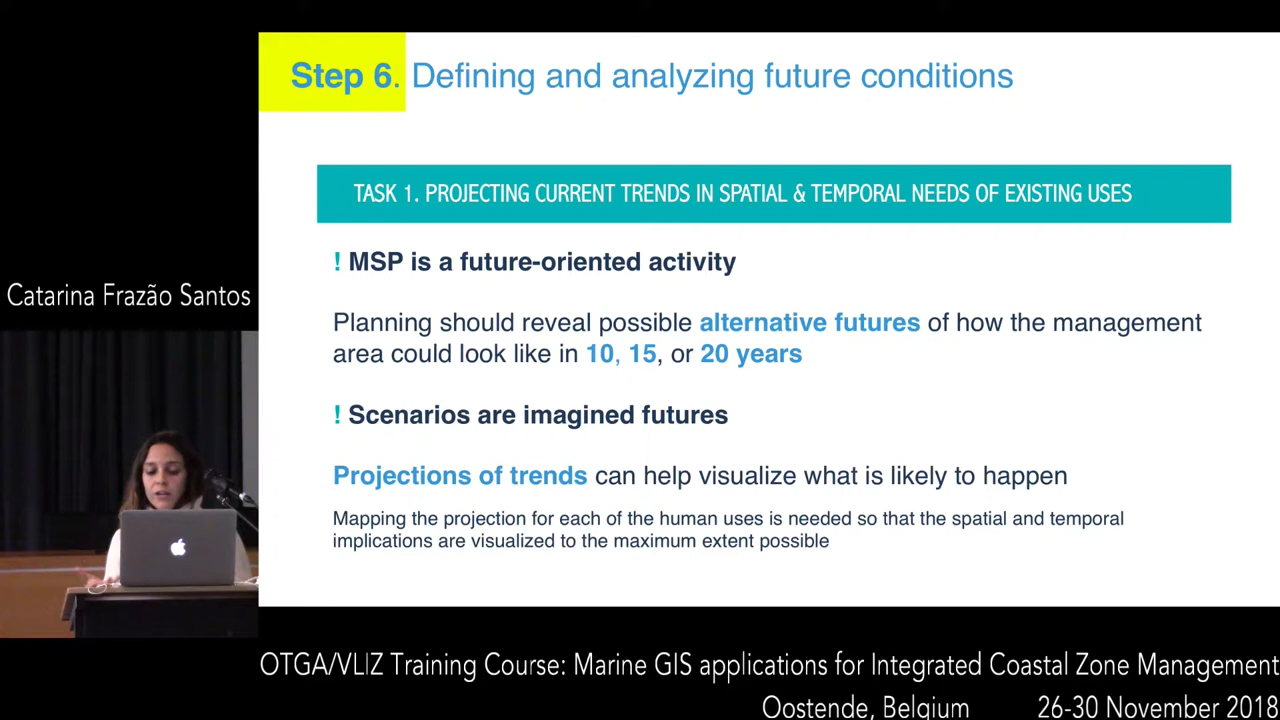 Step 6. Defining and analyzing future conditions
TASK 1. PROJECTING CURRENT TRENDS IN SPATIAL & TEMPORAL NEEDS OF EXISTING USES
! MSP is a future-oriented activity
Planning should reveal possible alternative futures of how the management
area could look like in 10, 15, or 20 years
! Scenarios are imagined futures
Projections of trends can help visualize what is likely to happen
Mapping the projection for each of the human uses is needed so that the spatial and temporal
implications are visualized to the maximum extent possible
Catarina Frazão Santos
OTGA/VLIZ Training Course: Marine GIS applications for Integrated Coastal Zone Management
Oostende, Belgium 26-30 November 2018